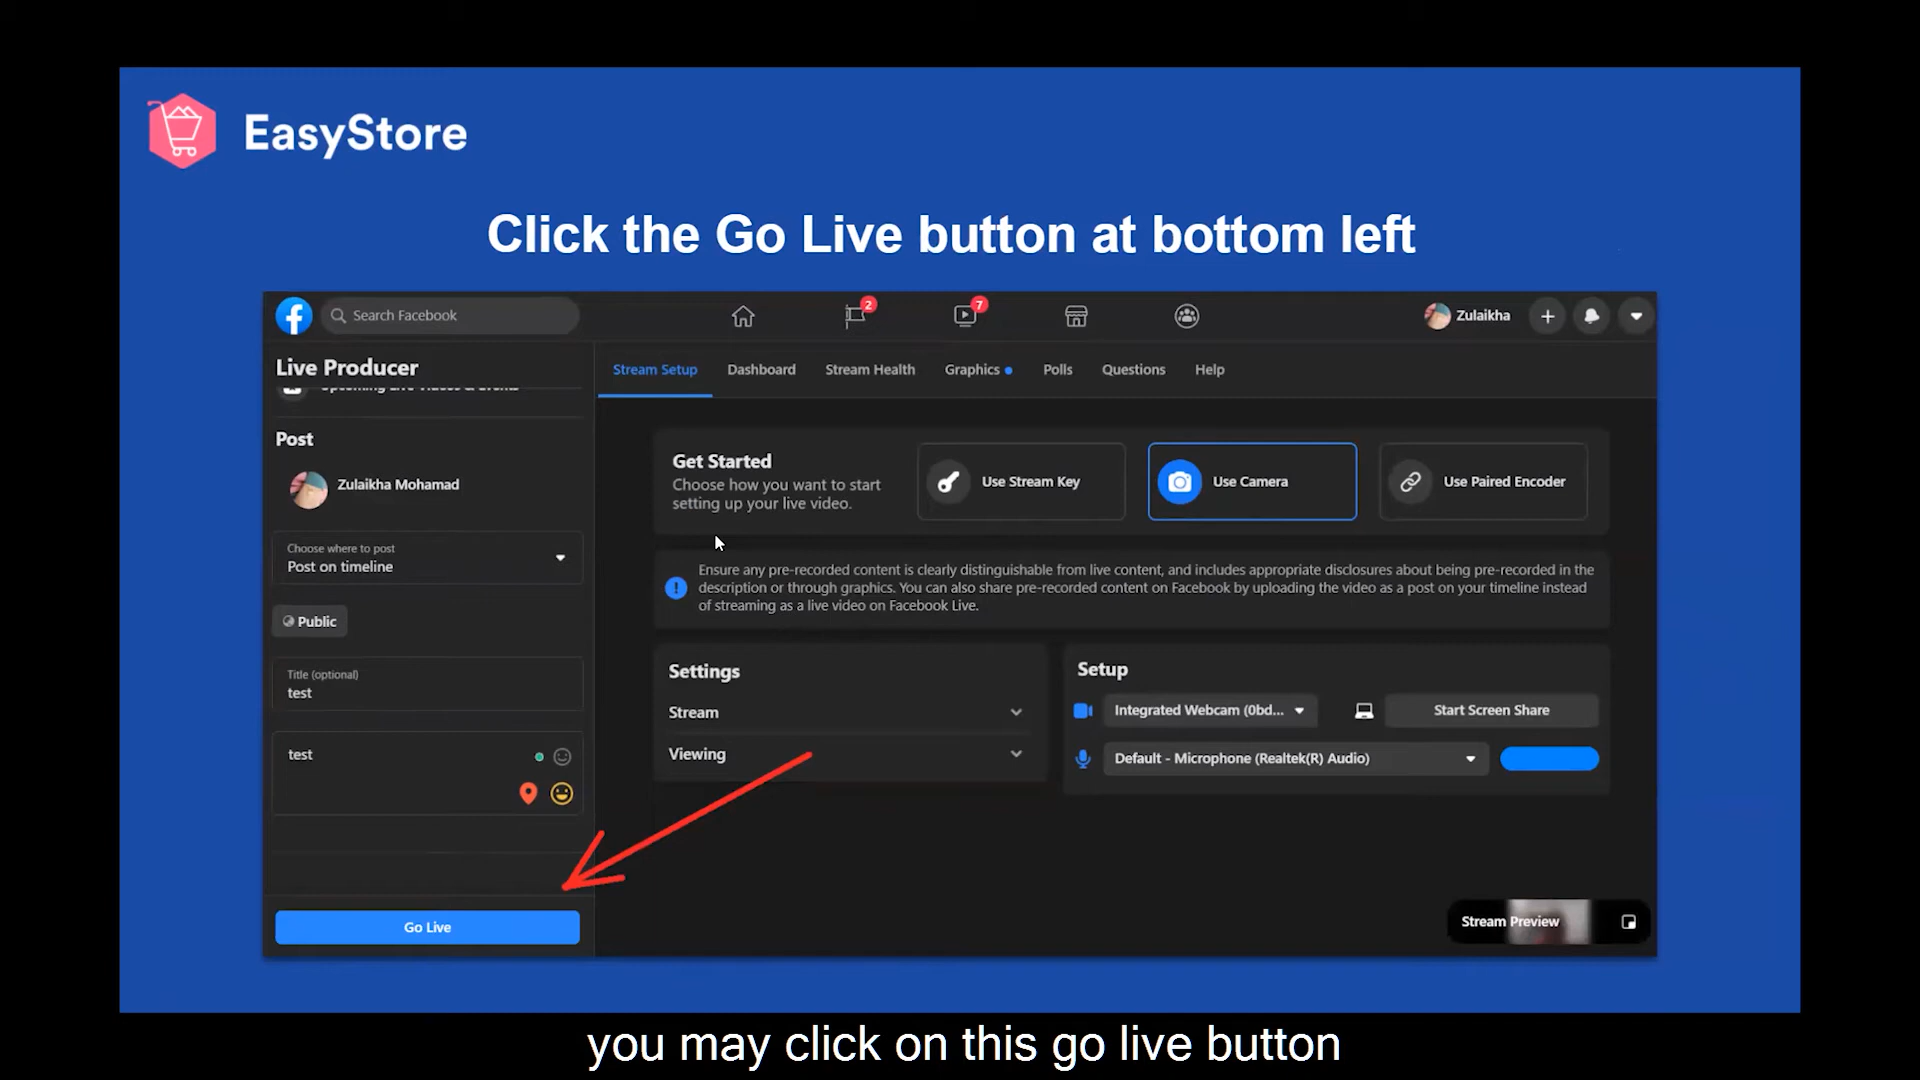 EasyStore
Click the Go Live button at bottom left
Search Facebook
2
7
Zulaikha
Live Producer
Upcoming Live Videos & Events
Stream Setup
Dashboard
Stream Health
Graphics
Polls
Questions
Help
Post
Zulaikha Mohamad
Choose where to post
Post on timeline
Public
Title (optional)
test
test
Go Live
Get Started
Choose how you want to start
setting up your live video.
Use Stream Key
Use Camera
Use Paired Encoder
Ensure any pre-recorded content is clearly distinguishable from live content, and includes appropriate disclosures about being pre-recorded in the
description or through graphics. You can also share pre-recorded content on Facebook by uploading the video as a post on your timeline instead
of streaming as a live video on Facebook Live.
Settings
Stream
Viewing
Setup
Integrated Webcam (0bd...
Start Screen Share
Default - Microphone (Realtek(R) Audio)
Stream Preview
you may click on this go live button